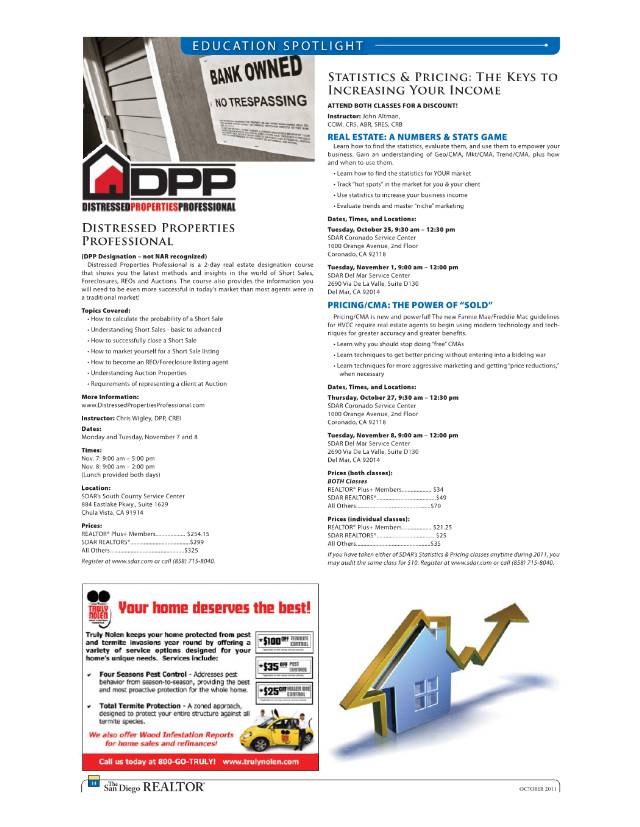 EDUCATION SPOTLIGHT
BANK OWNED
NO TRESPASSING
DPP
DISTRESSEDPROPERTIESPROFESSIONAL
Distressed Properties
Professional
(DPP Designation – not NAR recognized)
Distressed Properties Professional is a 2-day real estate designation course
that shows you the latest methods and insights in the world of Short Sales,
Foreclosures, REOs and Auctions. The course also provides the information you
will need to be even more successful in today's market than most agents were in
a traditional market!
Topics Covered:
• How to calculate the probability of a Short Sale
• Understanding Short Sales - basic to advanced
• How to successfully close a Short Sale
• How to market yourself for a Short Sale listing
• How to become an REO/Foreclosure listing agent
• Understanding Auction Properties
• Requirements of representing a client at Auction
More Information:
www.DistressedPropertiesProfessional.com
Instructor: Chris Wigley, DPP, CREI
Dates:
Monday and Tuesday, November 7 and 8
Times:
Nov. 7: 9:00 am – 5:00 pm
Nov. 8: 9:00 am – 2:00 pm
(Lunch provided both days)
Location:
SDAR's South County Service Center
884 Eastlake Pkwy., Suite 1629
Chula Vista, CA 91914
Prices:
REALTOR® Plus+ Members.................. $254.15
SDAR REALTORS®...................................$299
All Others............................................$325
Register at www.sdar.com or call (858) 715-8040.
Statistics & Pricing: The Keys to
Increasing Your Income
ATTEND BOTH CLASSES FOR A DISCOUNT!
Instructor: John Altman,
CCIM, CRS, ABR, SRES, CRB
REAL ESTATE: A NUMBERS & STATS GAME
Learn how to find the statistics, evaluate them, and use them to empower your
business. Gain an understanding of Geo/CMA, Mkt/CMA, Trend/CMA, plus how
and when to use them.
• Learn how to find the statistics for YOUR market
• Track "hot spots" in the market for you & your client
• Use statistics to increase your business income
• Evaluate trends and master "niche" marketing
Dates, Times, and Locations:
Tuesday, October 25, 9:30 am – 12:30 pm
SDAR Coronado Service Center
1000 Orange Avenue, 2nd Floor
Coronado, CA 92118
Tuesday, November 1, 9:00 am – 12:00 pm
SDAR Del Mar Service Center
2690 Via De La Valle, Suite D130
Del Mar, CA 92014
PRICING/CMA: THE POWER OF "SOLD"
Pricing/CMA is new and powerful! The new Fannie Mae/Freddie Mac guidelines
for HVCC require real estate agents to begin using modern technology and tech-
niques for greater accuracy and greater benefits.
• Learn why you should stop doing "free" CMAs
• Learn techniques to get better pricing without entering into a bidding war
• Learn techniques for more aggressive marketing and getting "price reductions,"
when necessary
Dates, Times, and Locations:
Thursday, October 27, 9:30 am – 12:30 pm
SDAR Coronado Service Center
1000 Orange Avenue, 2nd Floor
Coronado, CA 92118
Tuesday, November 8, 9:00 am – 12:00 pm
SDAR Del Mar Service Center
2690 Via De La Valle, Suite D130
Del Mar, CA 92014
Prices (both classes):
BOTH Classes
REALTOR® Plus+ Members.................. $34
SDAR REALTORS®...................................$49
All Others............................................$70
Prices (individual classes):
REALTOR® Plus+ Members.................. $21.25
SDAR REALTORS®................................... $25
All Others............................................$35
If you have taken either of SDAR's Statistics & Pricing classes anytime during 2011, you
may audit the same class for $10. Register at www.sdar.com or call (858) 715-8040.
TRULY
NOLEN
Your home deserves the best!
Truly Nolen keeps your home protected from pest
and termite invasions year round by offering a
variety of service options designed for your
home's unique needs. Services include:
Four Seasons Pest Control - Addresses pest
behavior from season-to-season, providing the best
and most proactive protection for the whole home.
Total Termite Protection - A zoned approach,
designed to protect your entire structure against all
termite species.
We also offer Wood Infestation Reports
for home sales and refinances!
$100 OFF TERMITE CONTROL
$35 OFF PEST CONTROL
$25 OFF
CONTROL
Call us today at 800-GO-TRULY! www.trulynolen.com
14
The San Diego REALTOR®
OCTOBER 2011